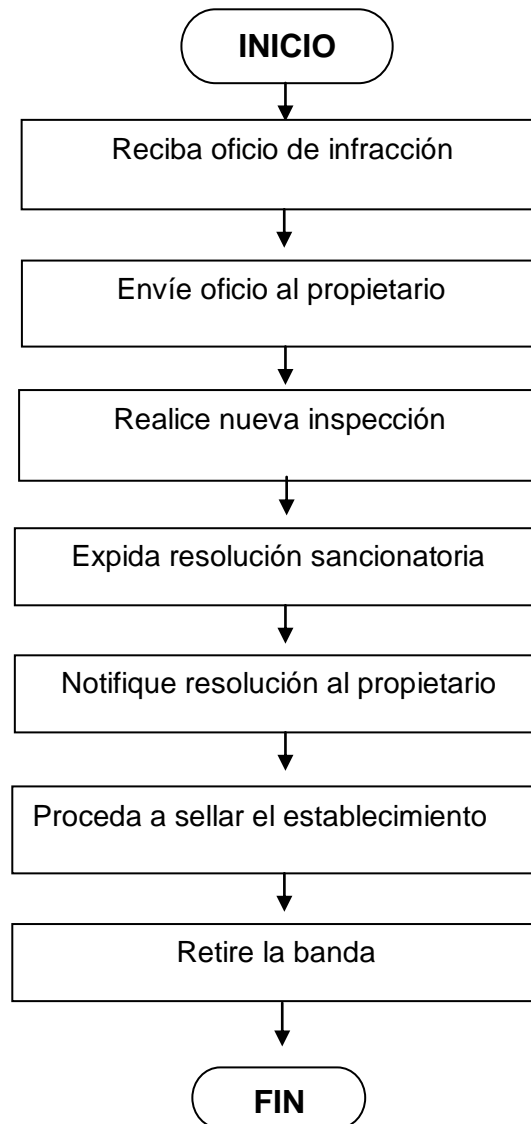 INICIO
Reciba oficio de infracción
Envíe oficio al propietario
Realice nueva inspección
Expida resolución sancionatoria
Notifique resolución al propietario
Proceda a sellar el establecimiento
Retire la banda
FIN